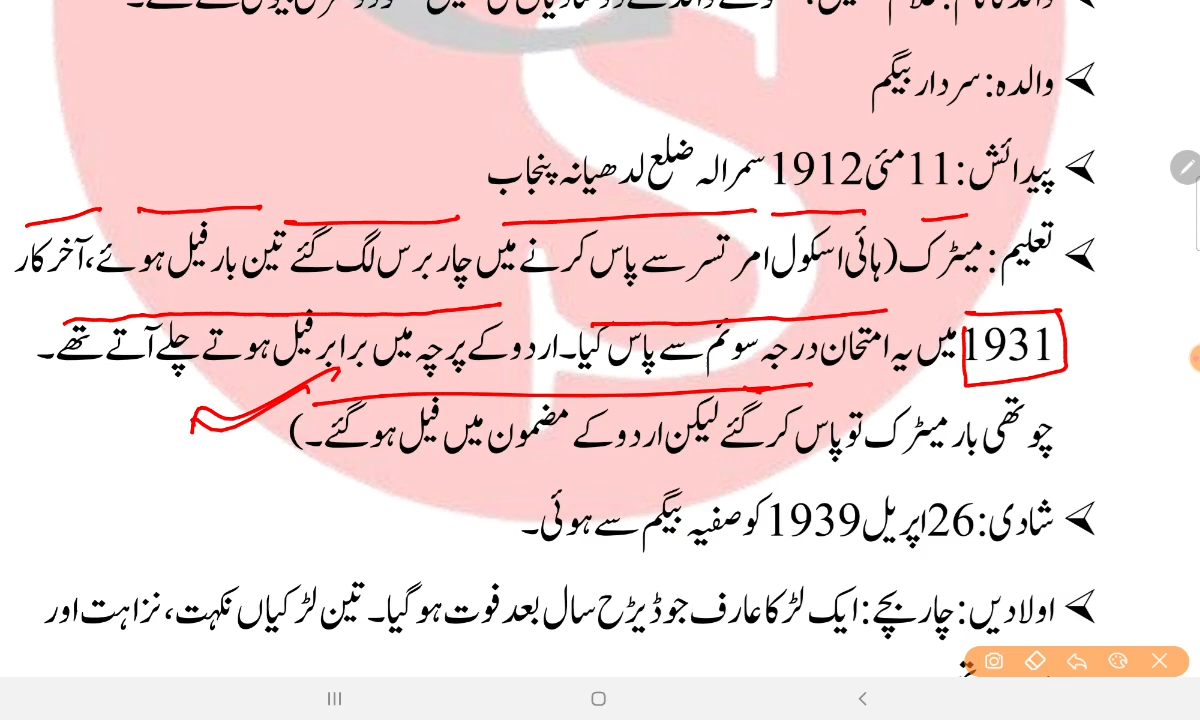 والدہ: سردار بیگم
پیدائش: 11 مئی 1912 سمرالہ ضلع لدھیانہ پنجاب
تعلیم: میٹرک (ہائی اسکول امرتسر سے پاس کرنے میں چار برس لگ گئے تین بار فیل ہوئے، آخر کار
1931 میں یہ امتحان درجہ سوئم سے پاس کیا۔ اردو کے پرچہ میں برابر فیل ہوتے چلے آتے تھے۔
چوتھی بار میٹرک تو پاس کر گئے لیکن اردو کے مضمون میں فیل ہو گئے۔)
شادی: 26 اپریل 1939 کو صفیہ بیگم سے ہوئی۔
اولادیں: چار بچے: ایک لڑکا عارف جو ڈیڑح سال بعد فوت ہو گیا۔ تین لڑکیاں نکہت، نزاہت اور